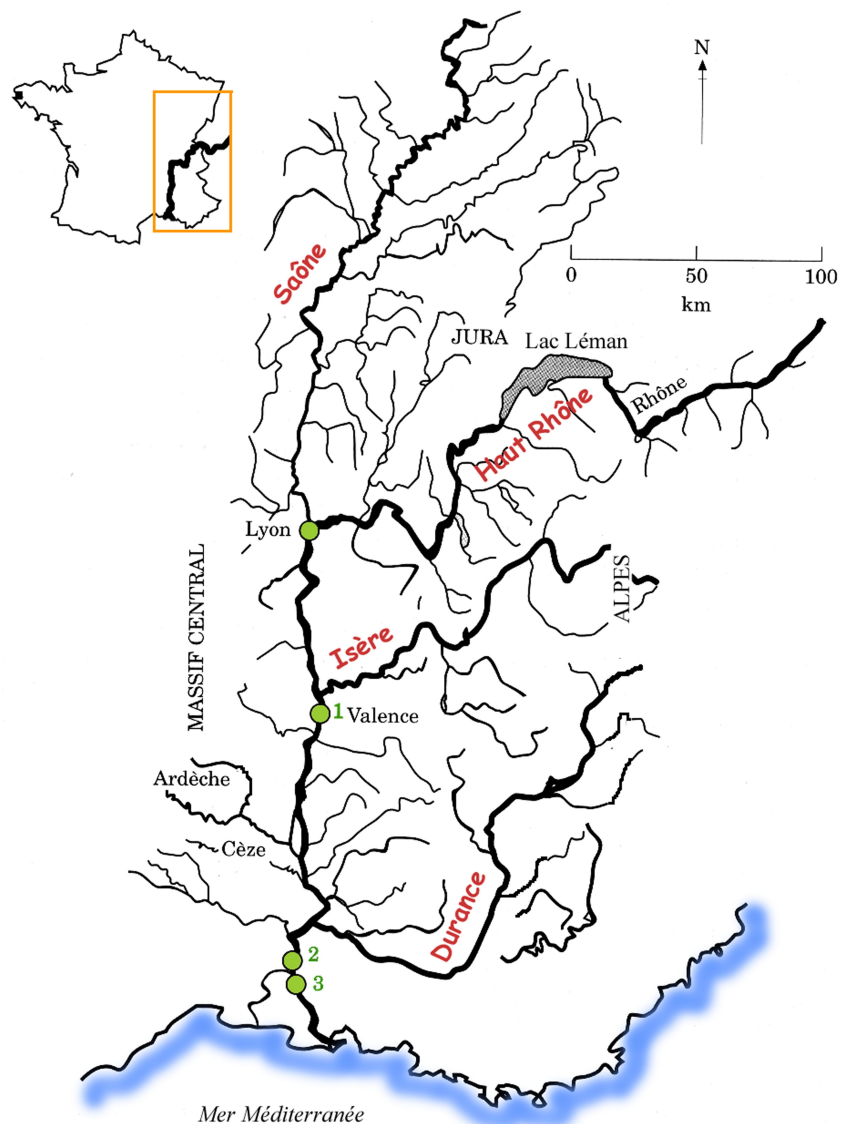 N
Saône
0 50 100
km
JURA
Lac Léman
Rhône
Haut Rhône
Lyon
MASSIF CENTRAL
ALPES
Isère
1 Valence
Ardèche
Cèze
Durance
2
3
Mer Méditerranée